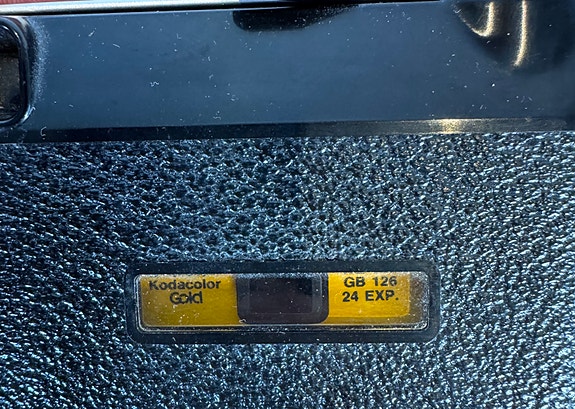 Kodacolor
Gold
GB 126
24 EXP.